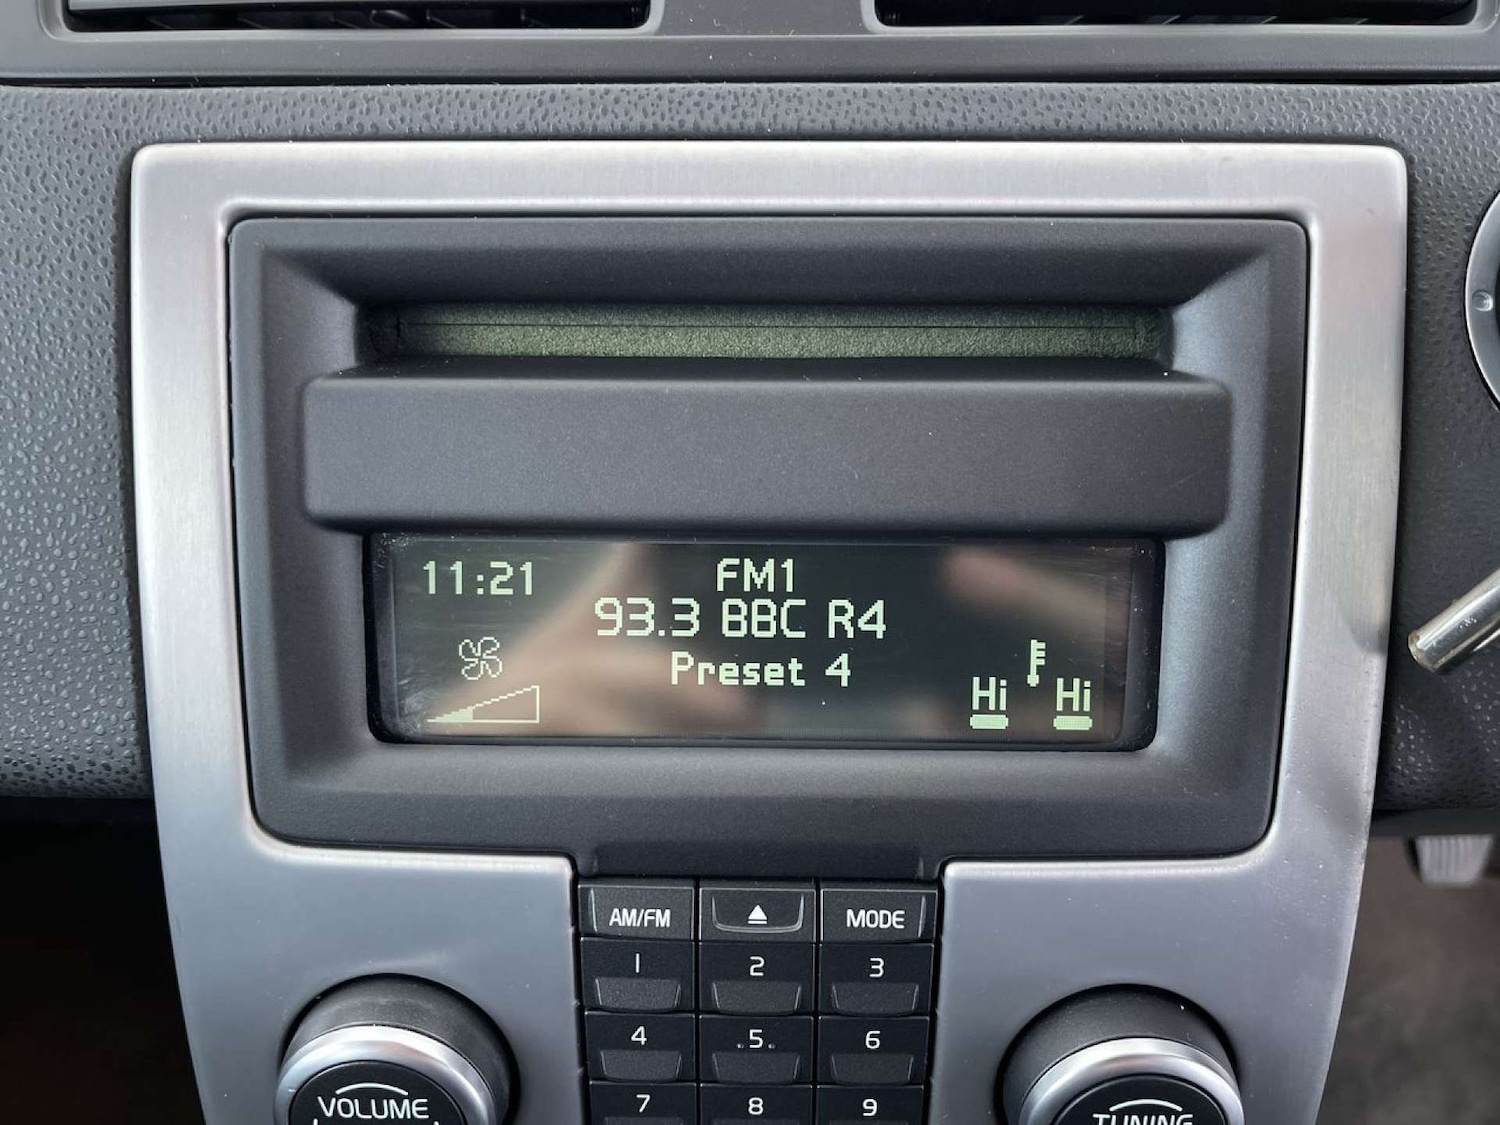 11:21
FM1
93.3 BBC R4
Preset 4
Hi Hi
AM/FM MODE
1 2 3
4 5 6
7 8 9
VOLUME
TUNING